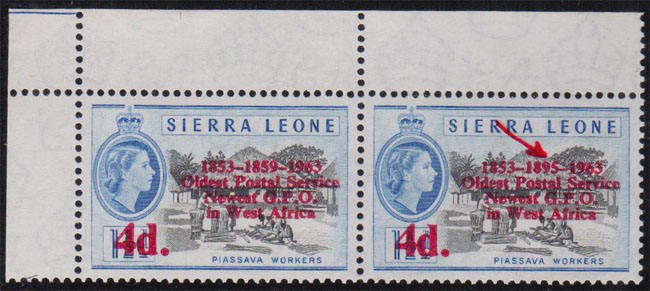 SIERRA LEONE
1853–1859–1963
Oldest Postal Service
Newest G.P.O.
in West Africa
4d.
PIASSAVA WORKERS
SIERRA LEONE
1853–1895–1963
Oldest Postal Service
Newest G.P.O.
in West Africa
4d.
PIASSAVA WORKERS